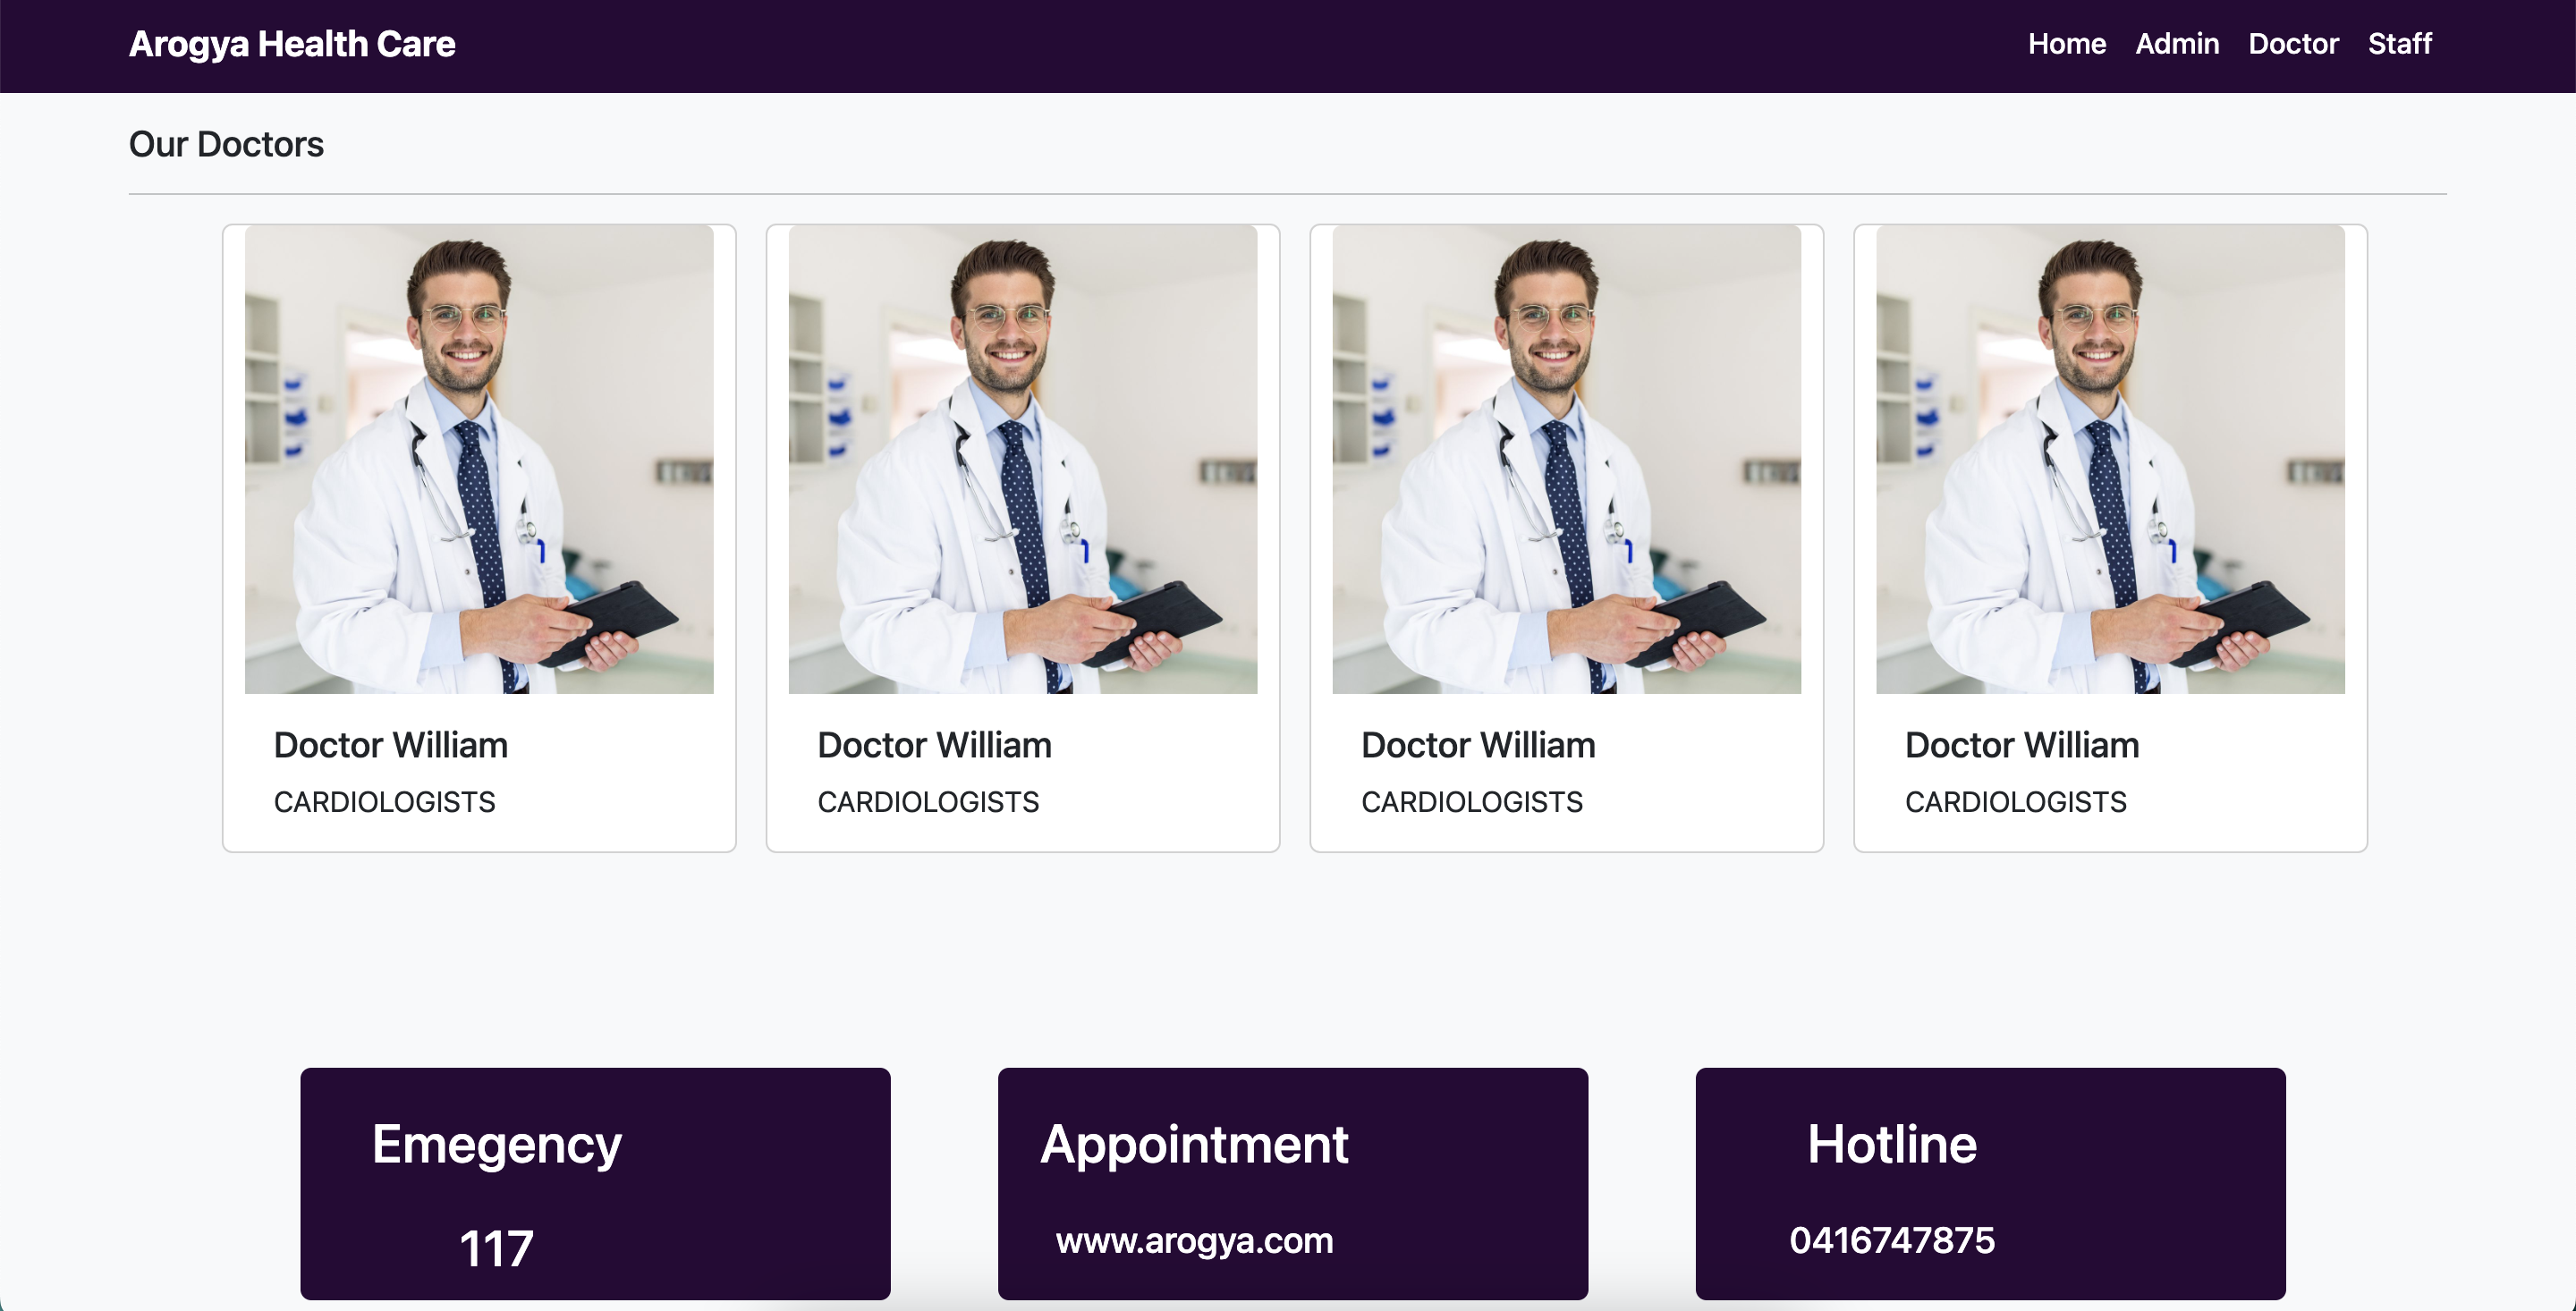 Arogya Health Care
Home Admin Doctor Staff
Our Doctors
Doctor William
CARDIOLOGISTS
Doctor William
CARDIOLOGISTS
Doctor William
CARDIOLOGISTS
Doctor William
CARDIOLOGISTS
Emegency
117
Appointment
www.arogya.com
Hotline
0416747875